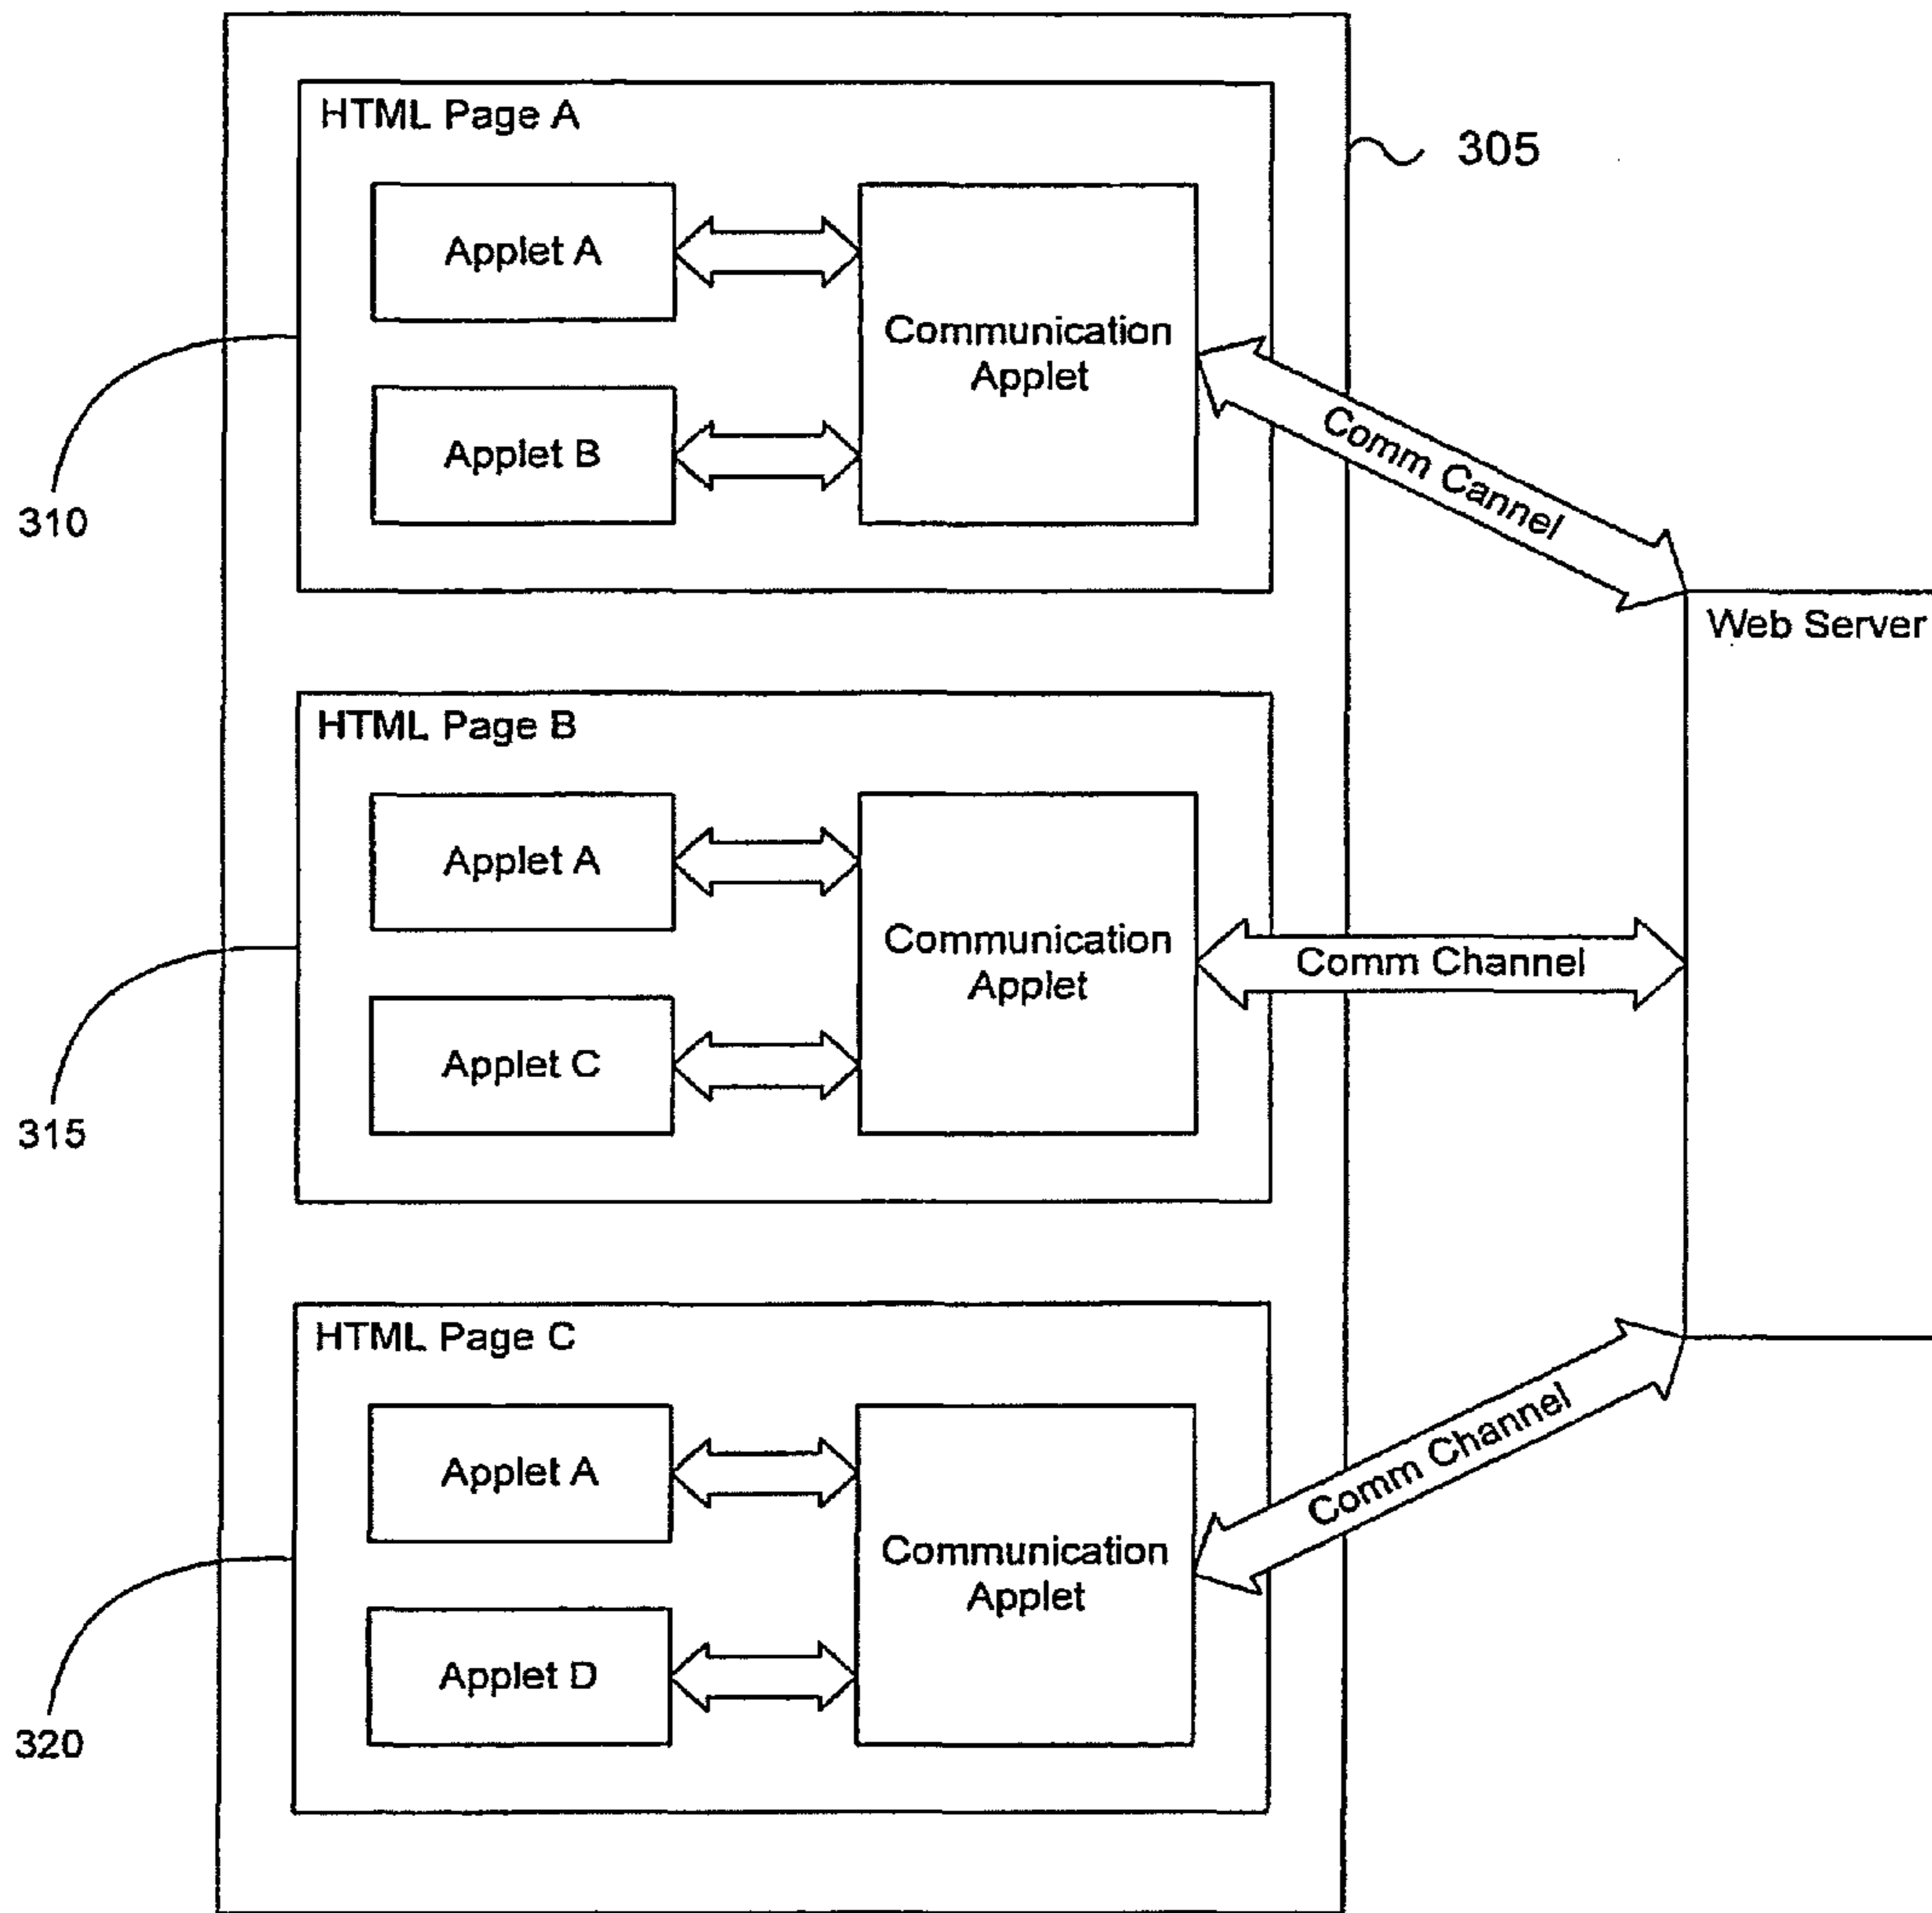 HTML Page A
305
Applet A
Communication
Applet
Applet B
Comm Cannel
310
Web Server
HTML Page B
Applet A
Communication
Applet
Comm Channel
Applet C
315
HTML Page C
Applet A
Communication
Applet
Comm Channel
Applet D
320